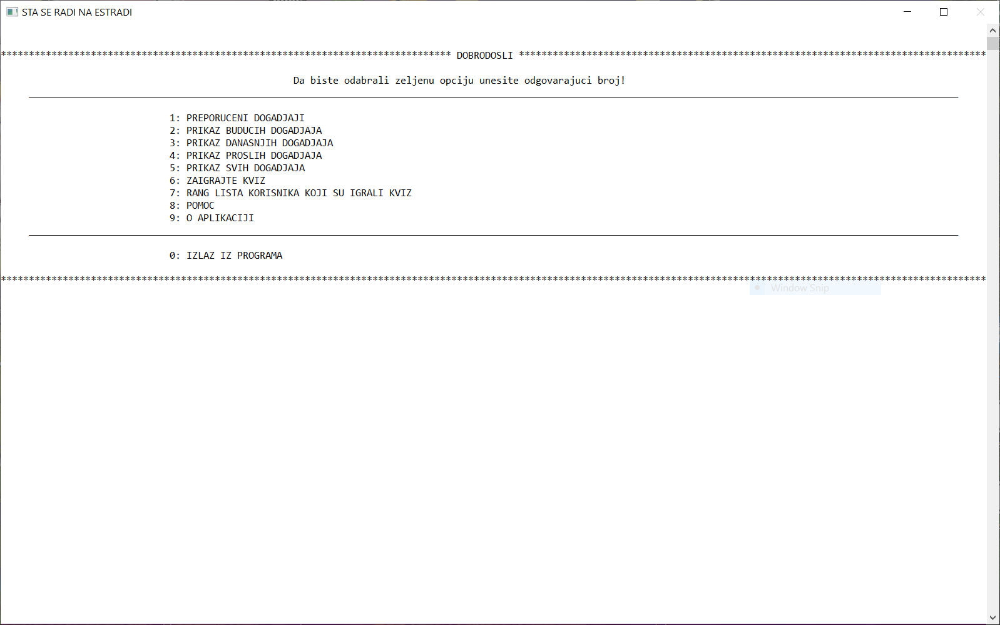 STA SE RADI NA ESTRADI
******************************************************************************** DOBRODOSLI ***********************************************************************************
Da biste odabrali zeljenu opciju unesite odgovarajuci broj!
1: PREPORUCENI DOGADJAJI
2: PRIKAZ BUDUCIH DOGADJAJA
3: PRIKAZ DANASNJIH DOGADJAJA
4: PRIKAZ PROSLIH DOGADJAJA
5: PRIKAZ SVIH DOGADJAJA
6: ZAIGRAJTE KVIZ
7: RANG LISTA KORISNIKA KOJI SU IGRALI KVIZ
8: POMOC
9: O APLIKACIJI
0: IZLAZ IZ PROGRAMA
*******************************************************************************************************************************************************************************
Window Snip